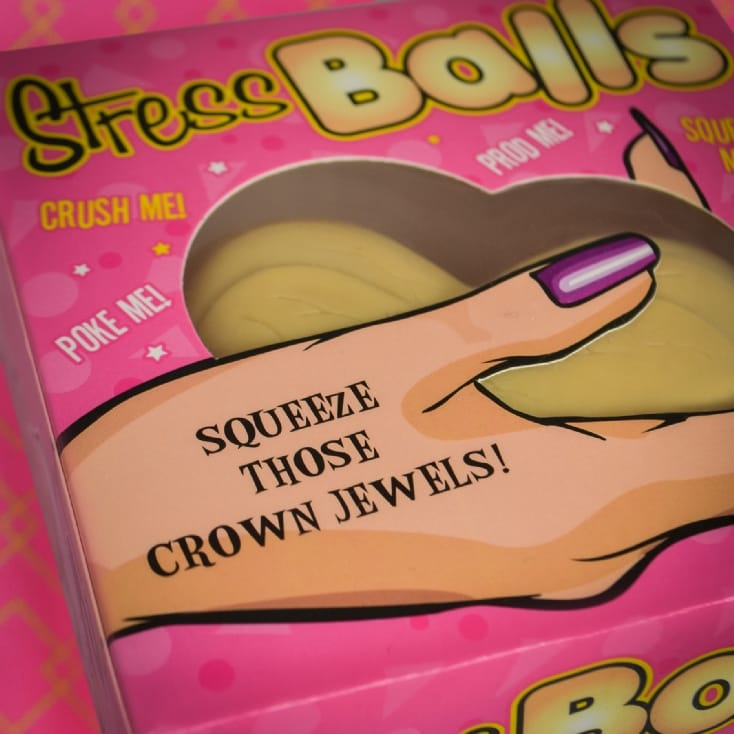 Stress Balls
CRUSH ME!
PROD ME!
POKE ME!
SQUEEZE
THOSE
CROWN JEWELS!